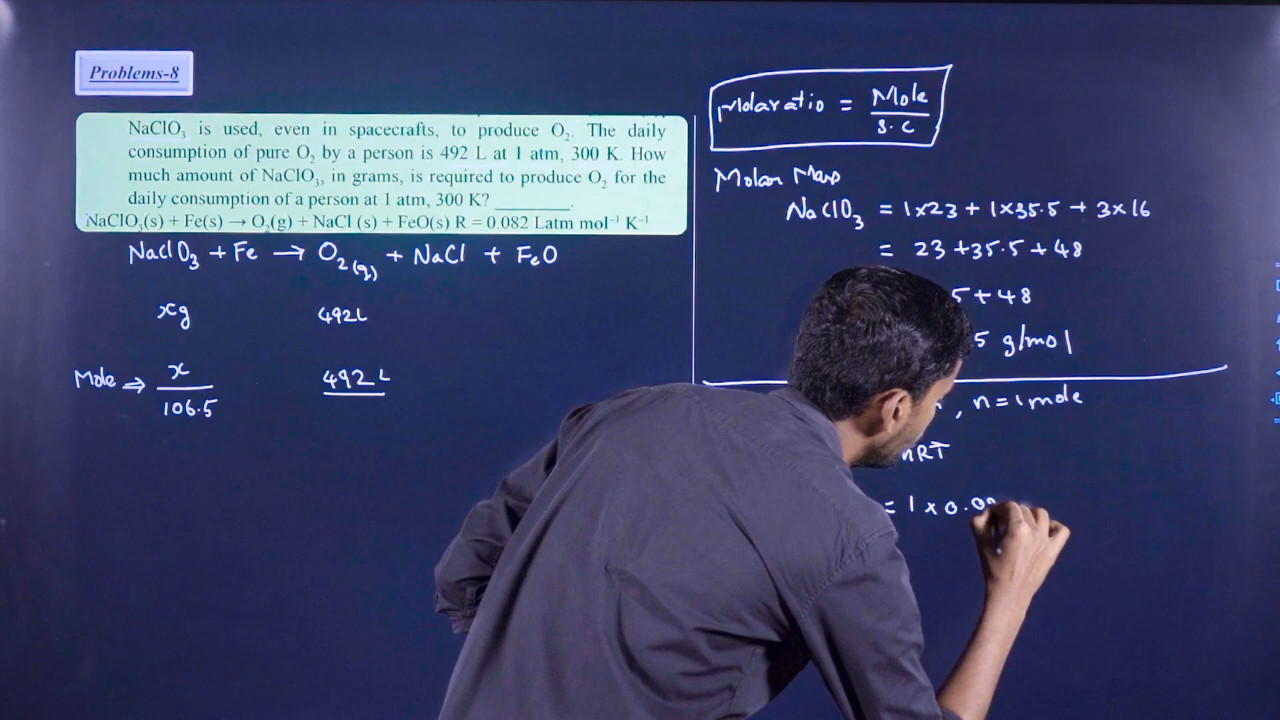 Problems-8
NaClO₃ is used, even in spacecrafts, to produce O₂. The daily
consumption of pure O₂ by a person is 492 L at 1 atm, 300 K. How
much amount of NaClO₃, in grams, is required to produce O₂ for the
daily consumption of a person at 1 atm, 300 K? ________.
NaClO₃(s) + Fe(s) → O₂(g) + NaCl (s) + FeO(s) R = 0.082 Latm mol⁻¹ K⁻¹
NaClO₃ + Fe → O₂(g) + NaCl + FeO
xg 492L
Mole ⇒ x/106.5 492 L
Molar ratio = Mole/S.C
Molar Mass
NaClO₃ = 1×23 + 1×35.5 + 3×16
= 23 + 35.5 + 48
5 + 48
5 g/mol
, n = 1 mole
nRT
= 1 × 0.0